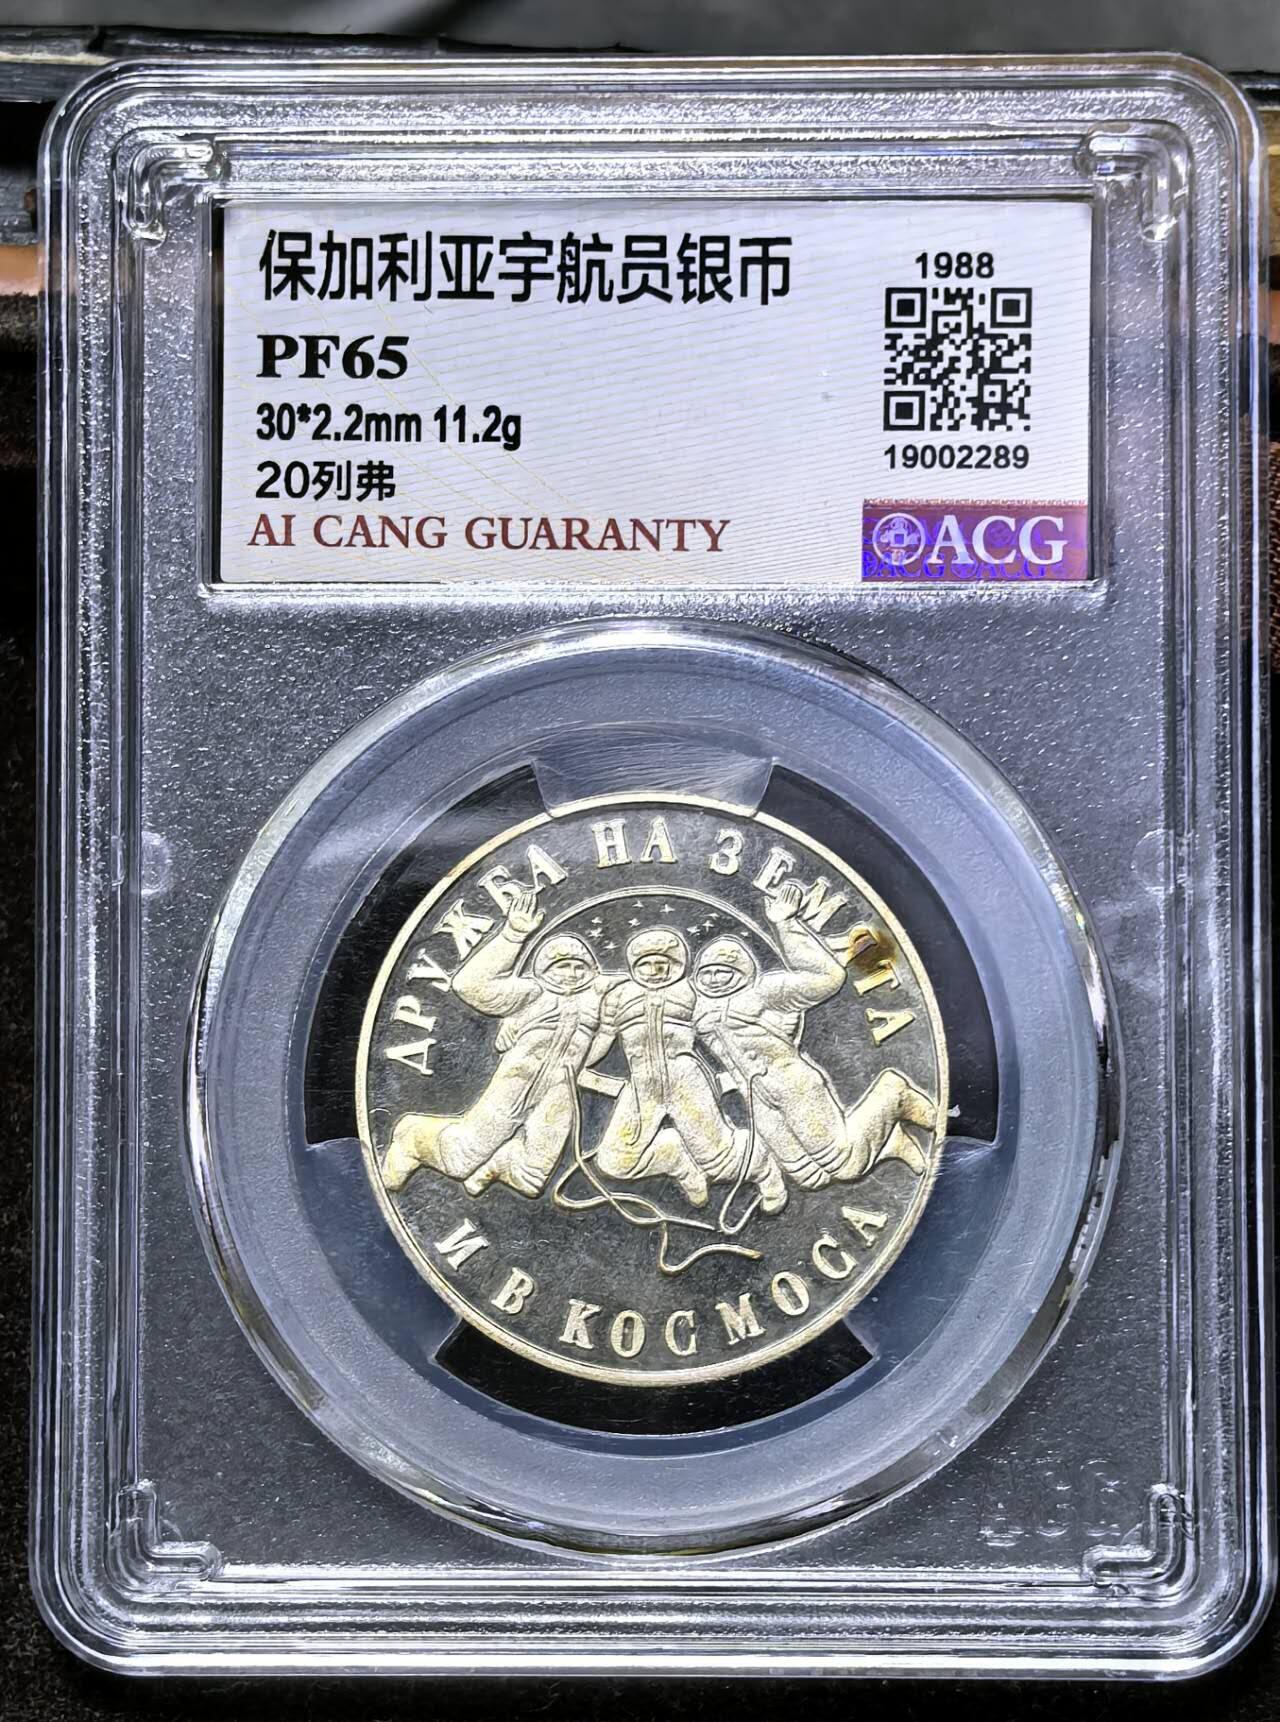 保加利亚宇航员银币
1988
PF65
30*2.2mm 11.2g
19002289
20列弗
AI CANG GUARANTY
ACG
ДРУЖБА НА ЗЕМЯТА
И В КОСМОСА